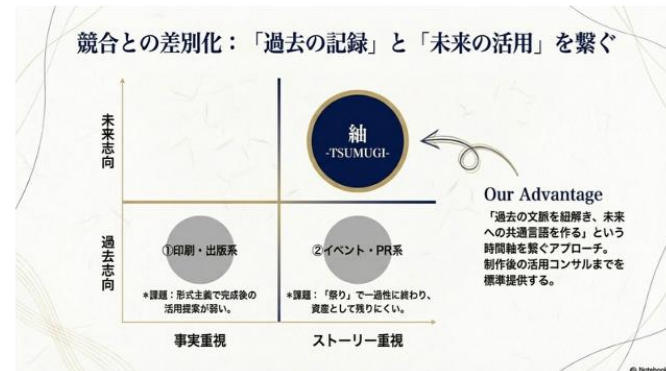 競合との差別化：「過去の記録」と「未来の活用」を繋ぐ
未来志向
紬
-TSUMUGI-
Our Advantage
「過去の文脈を紐解き、未来
への共通言語を作る」という
時間軸を繋ぐアプローチ。
制作後の活用コンサルまでを
標準提供する。
過去志向
①印刷・出版系
＊課題：形式主義で完成後の
活用提案が弱い。
②イベント・PR系
＊課題：「祭り」で一過性に終わり、
資産として残りにくい。
事実重視
ストーリー重視